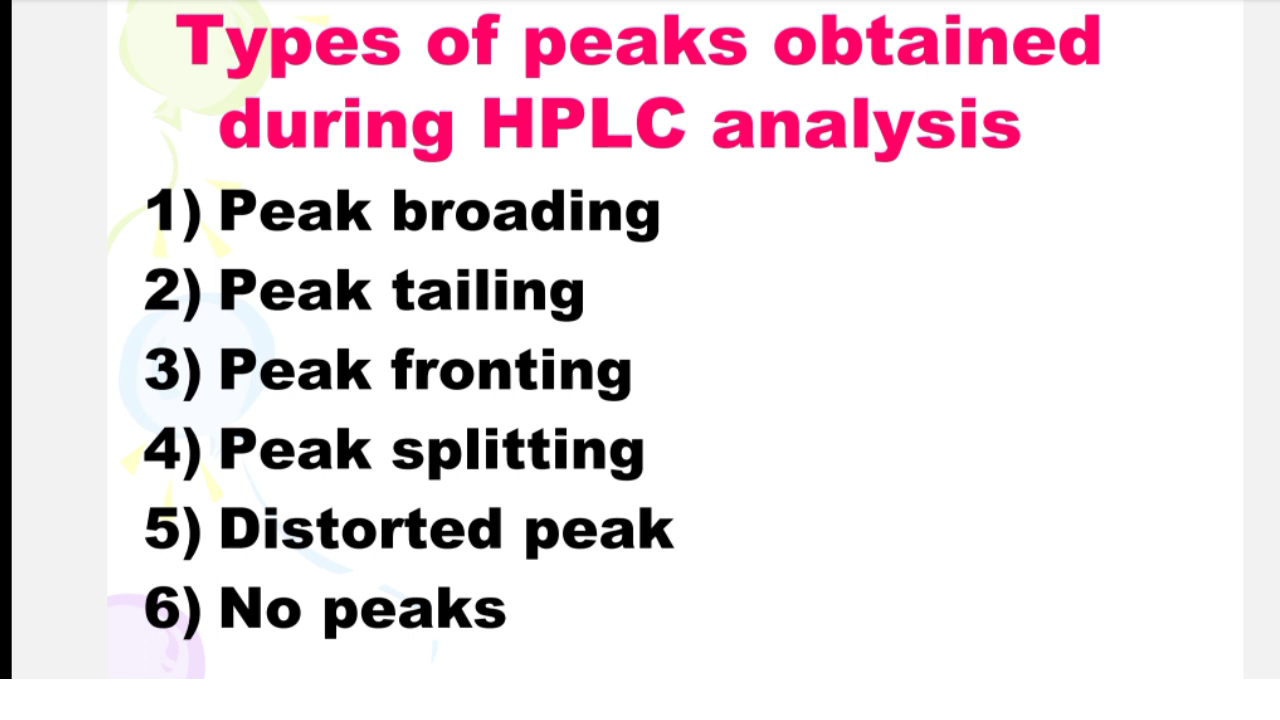 Types of peaks obtained
during HPLC analysis
1) Peak broading
2) Peak tailing
3) Peak fronting
4) Peak splitting
5) Distorted peak
6) No peaks